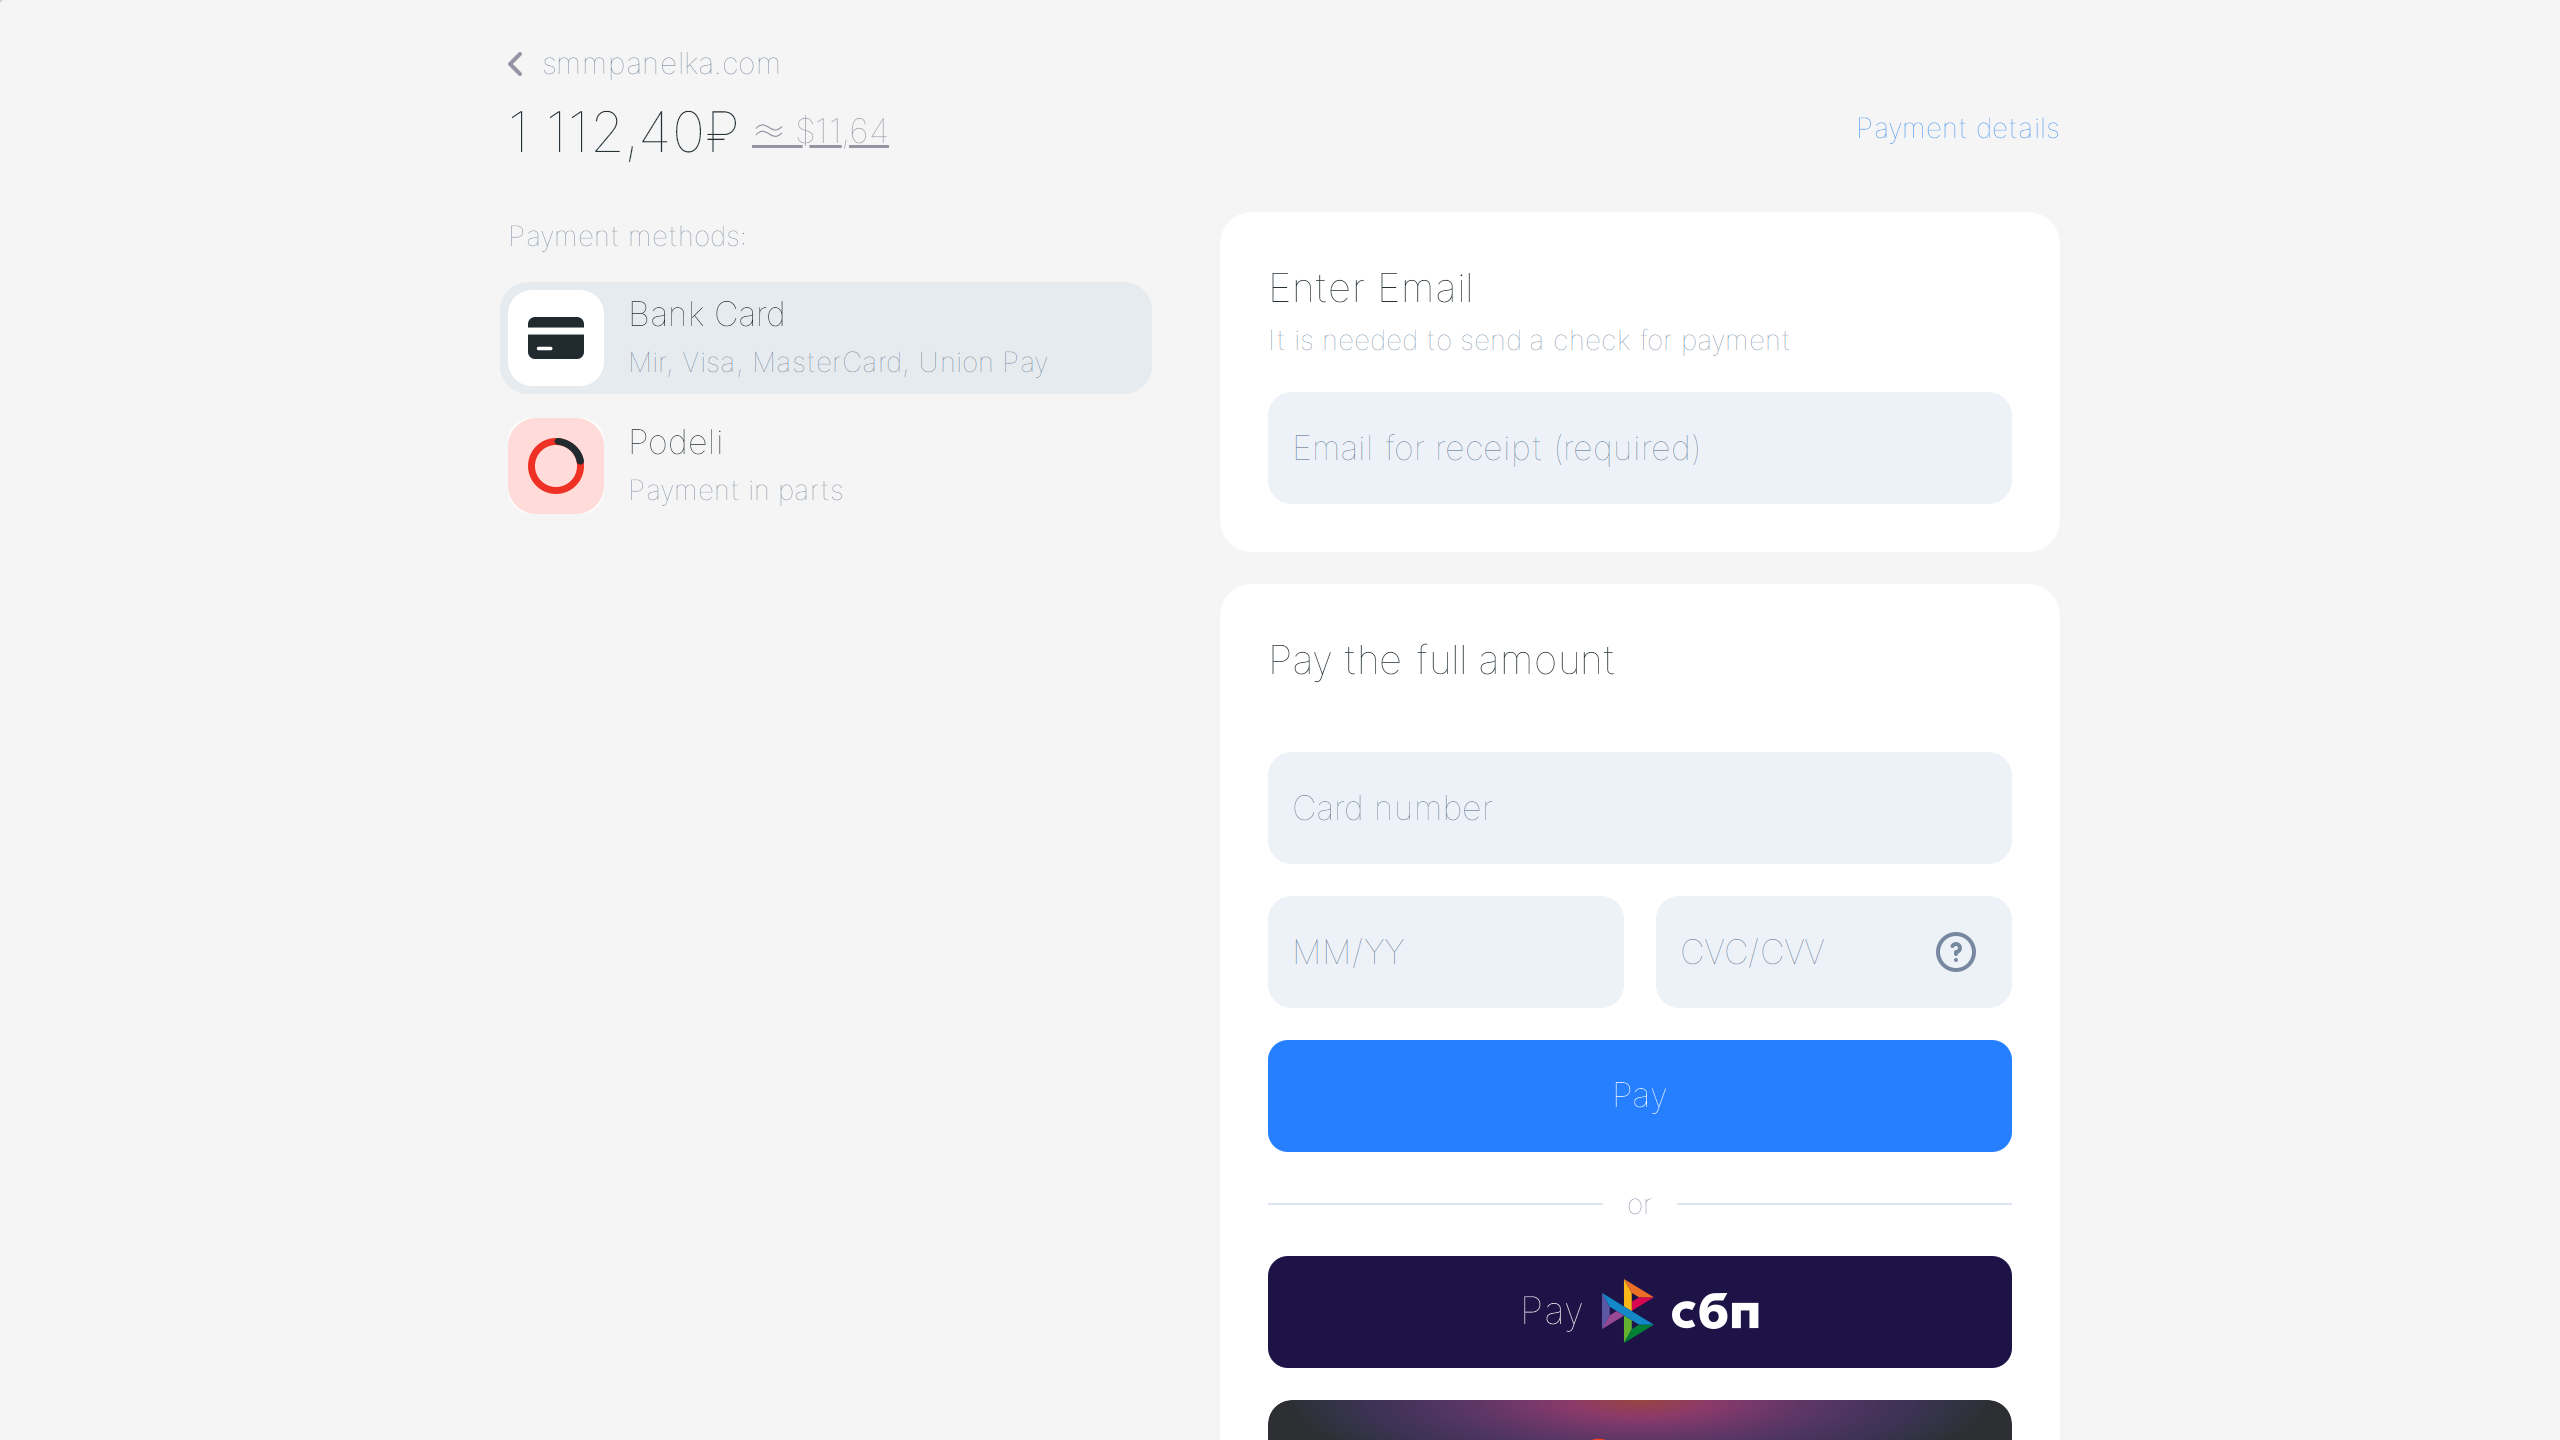 smmpanelka.com
1 112,40₽ ≈ $11,64
Payment details
Payment methods:
Bank Card
Mir, Visa, MasterCard, Union Pay
Podeli
Payment in parts
Enter Email
It is needed to send a check for payment
Email for receipt (required)
Pay the full amount
Card number
MM/YY
CVC/CVV
Pay
or
Pay сбп